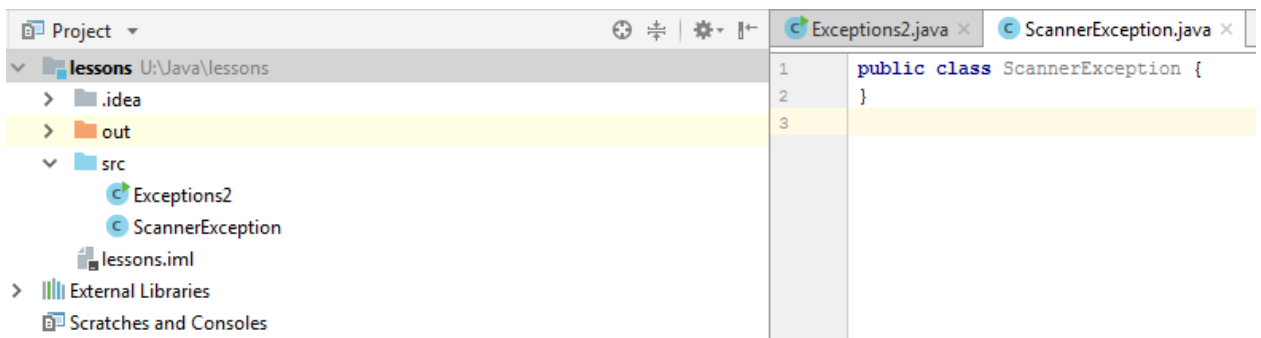 Project
lessons U:\Java\lessons
.idea
out
src
Exceptions2
ScannerException
lessons.iml
External Libraries
Scratches and Consoles
Exceptions2.java
ScannerException.java
1 public class ScannerException {
2 }
3